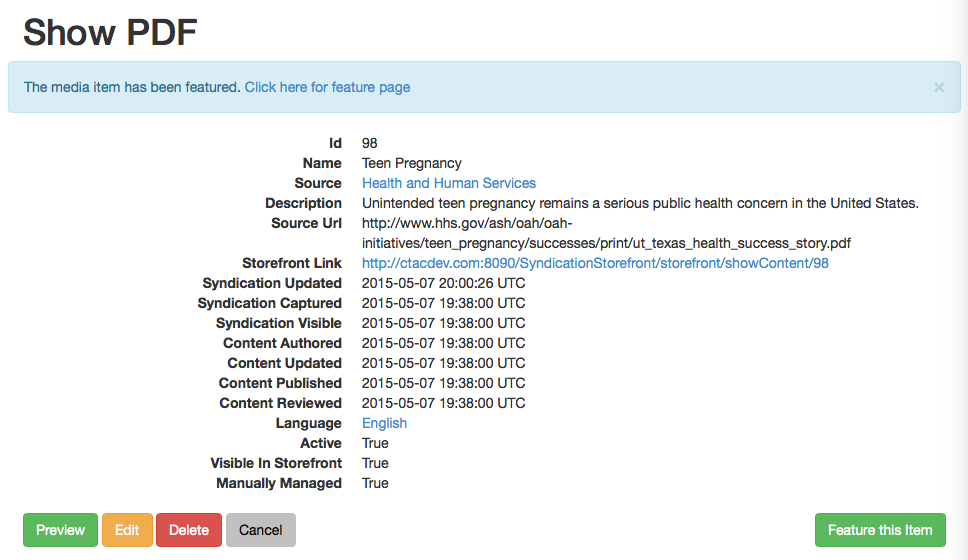 Show PDF
The media item has been featured. Click here for feature page ×
Id 98
Name Teen Pregnancy
Source Health and Human Services
Description Unintended teen pregnancy remains a serious public health concern in the United States.
Source Url http://www.hhs.gov/ash/oah/oah-
initiatives/teen_pregnancy/successes/print/ut_texas_health_success_story.pdf
Storefront Link http://ctacdev.com:8090/SyndicationStorefront/storefront/showContent/98
Syndication Updated 2015-05-07 20:00:26 UTC
Syndication Captured 2015-05-07 19:38:00 UTC
Syndication Visible 2015-05-07 19:38:00 UTC
Content Authored 2015-05-07 19:38:00 UTC
Content Updated 2015-05-07 19:38:00 UTC
Content Published 2015-05-07 19:38:00 UTC
Content Reviewed 2015-05-07 19:38:00 UTC
Language English
Active True
Visible In Storefront True
Manually Managed True
Preview Edit Delete Cancel Feature this Item